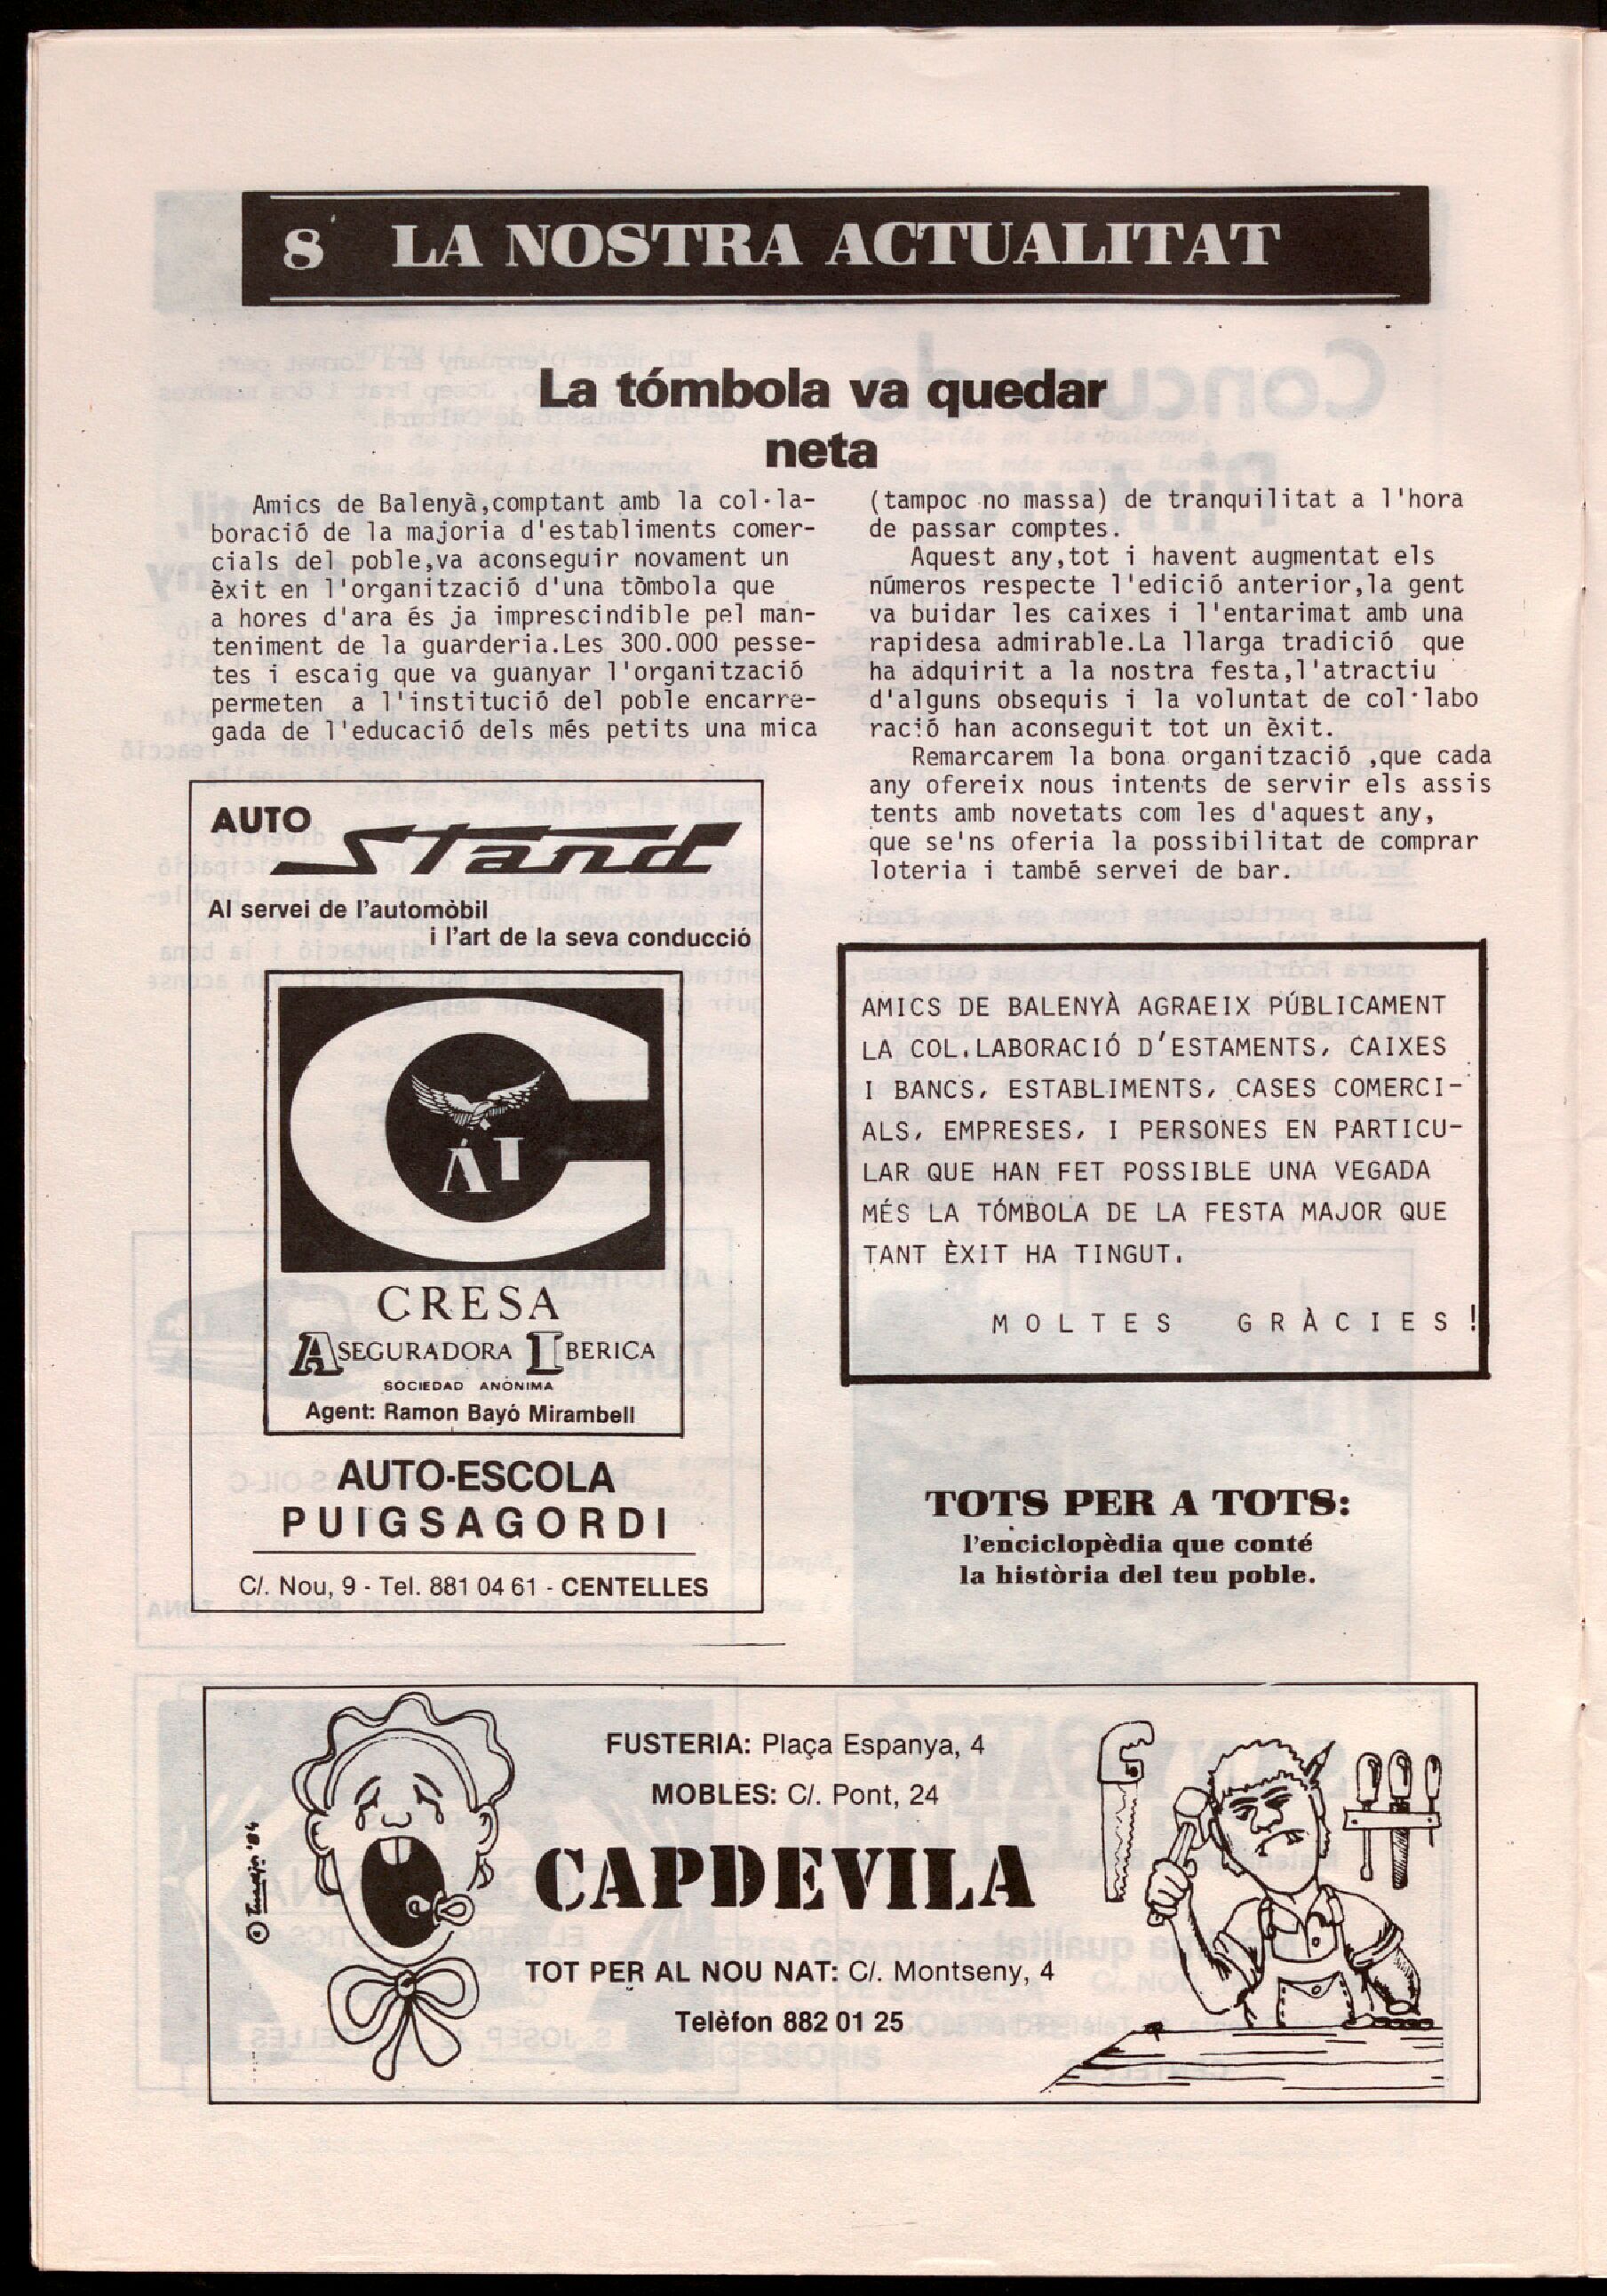 8 LA NOSTRA ACTUALITAT
La tómbola va quedar
neta
Amics de Balenyà,comptant amb la col·la-
boració de la majoria d'establiments comer-
cials del poble,va aconseguir novament un
èxit en l'organització d'una tòmbola que
a hores d'ara és ja imprescindible pel man-
teniment de la guarderia.Les 300.000 pesse-
tes i escaig que va guanyar l'organització
permeten a l'institució del poble encarre-
gada de l'educació dels més petits una mica
(tampoc no massa) de tranquilitat a l'hora
de passar comptes.
Aquest any,tot i havent augmentat els
números respecte l'edició anterior,la gent
va buidar les caixes i l'entarimat amb una
rapidesa admirable.La llarga tradició que
ha adquirit a la nostra festa,l'atractiu
d'alguns obsequis i la voluntat de col·labo
ració han aconseguit tot un èxit.
Remarcarem la bona organització ,que cada
any ofereix nous intents de servir els assis
tents amb novetats com les d'aquest any,
que se'ns oferia la possibilitat de comprar
loteria i també servei de bar.
AUTO Stand
Al servei de l'automòbil
i l'art de la seva conducció
C
AI
CRESA
ASEGURADORA IBERICA
SOCIEDAD ANÓNIMA
Agent: Ramon Bayó Mirambell
AUTO-ESCOLA
PUIGSAGORDI
C/. Nou, 9 - Tel. 881 04 61 - CENTELLES
AMICS DE BALENYÀ AGRAEIX PÚBLICAMENT
LA COL.LABORACIÓ D'ESTAMENTS, CAIXES
I BANCS, ESTABLIMENTS, CASES COMERCI-
ALS, EMPRESES, I PERSONES EN PARTICU-
LAR QUE HAN FET POSSIBLE UNA VEGADA
MÉS LA TÓMBOLA DE LA FESTA MAJOR QUE
TANT ÈXIT HA TINGUT.
MOLTES GRÀCIES!
TOTS PER A TOTS:
l'enciclopèdia que conté
la història del teu poble.
FUSTERIA: Plaça Espanya, 4
MOBLES: C/. Pont, 24
CAPDEVILA
TOT PER AL NOU NAT: C/. Montseny, 4
Telèfon 882 01 25